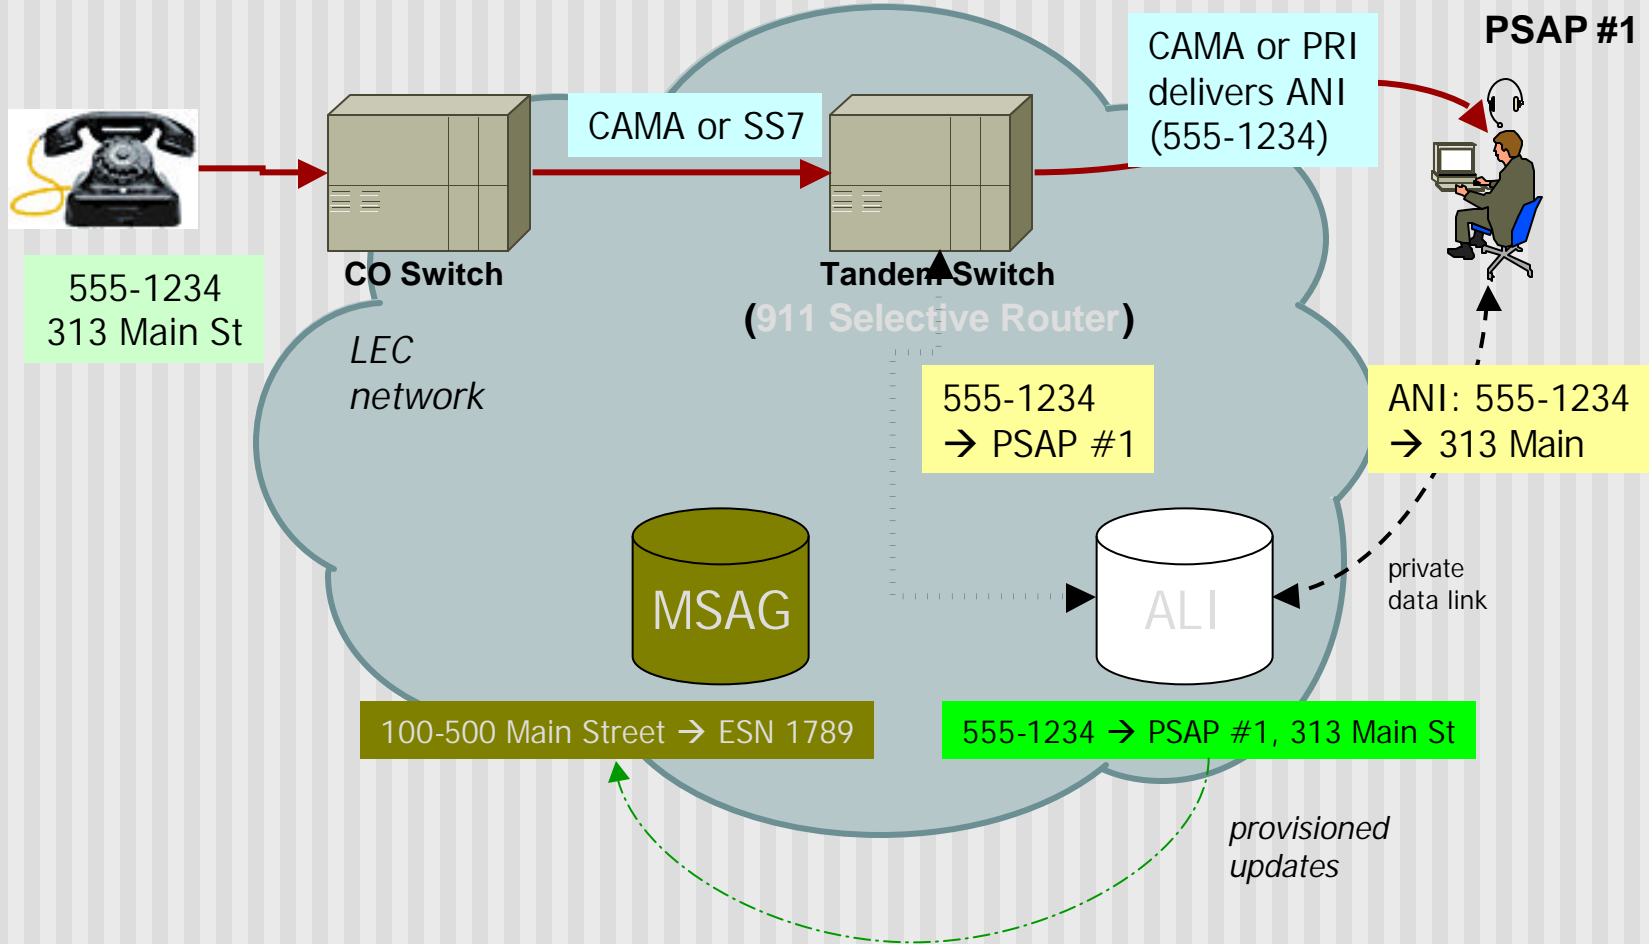 PSAP #1
CAMA or PRI
delivers ANI
(555-1234)
CAMA or SS7
CO Switch
Tandem Switch
(911 Selective Router)
555-1234
313 Main St
LEC
network
555-1234
→ PSAP #1
ANI: 555-1234
→ 313 Main
private
data link
MSAG
ALI
100-500 Main Street → ESN 1789
555-1234 → PSAP #1, 313 Main St
provisioned
updates